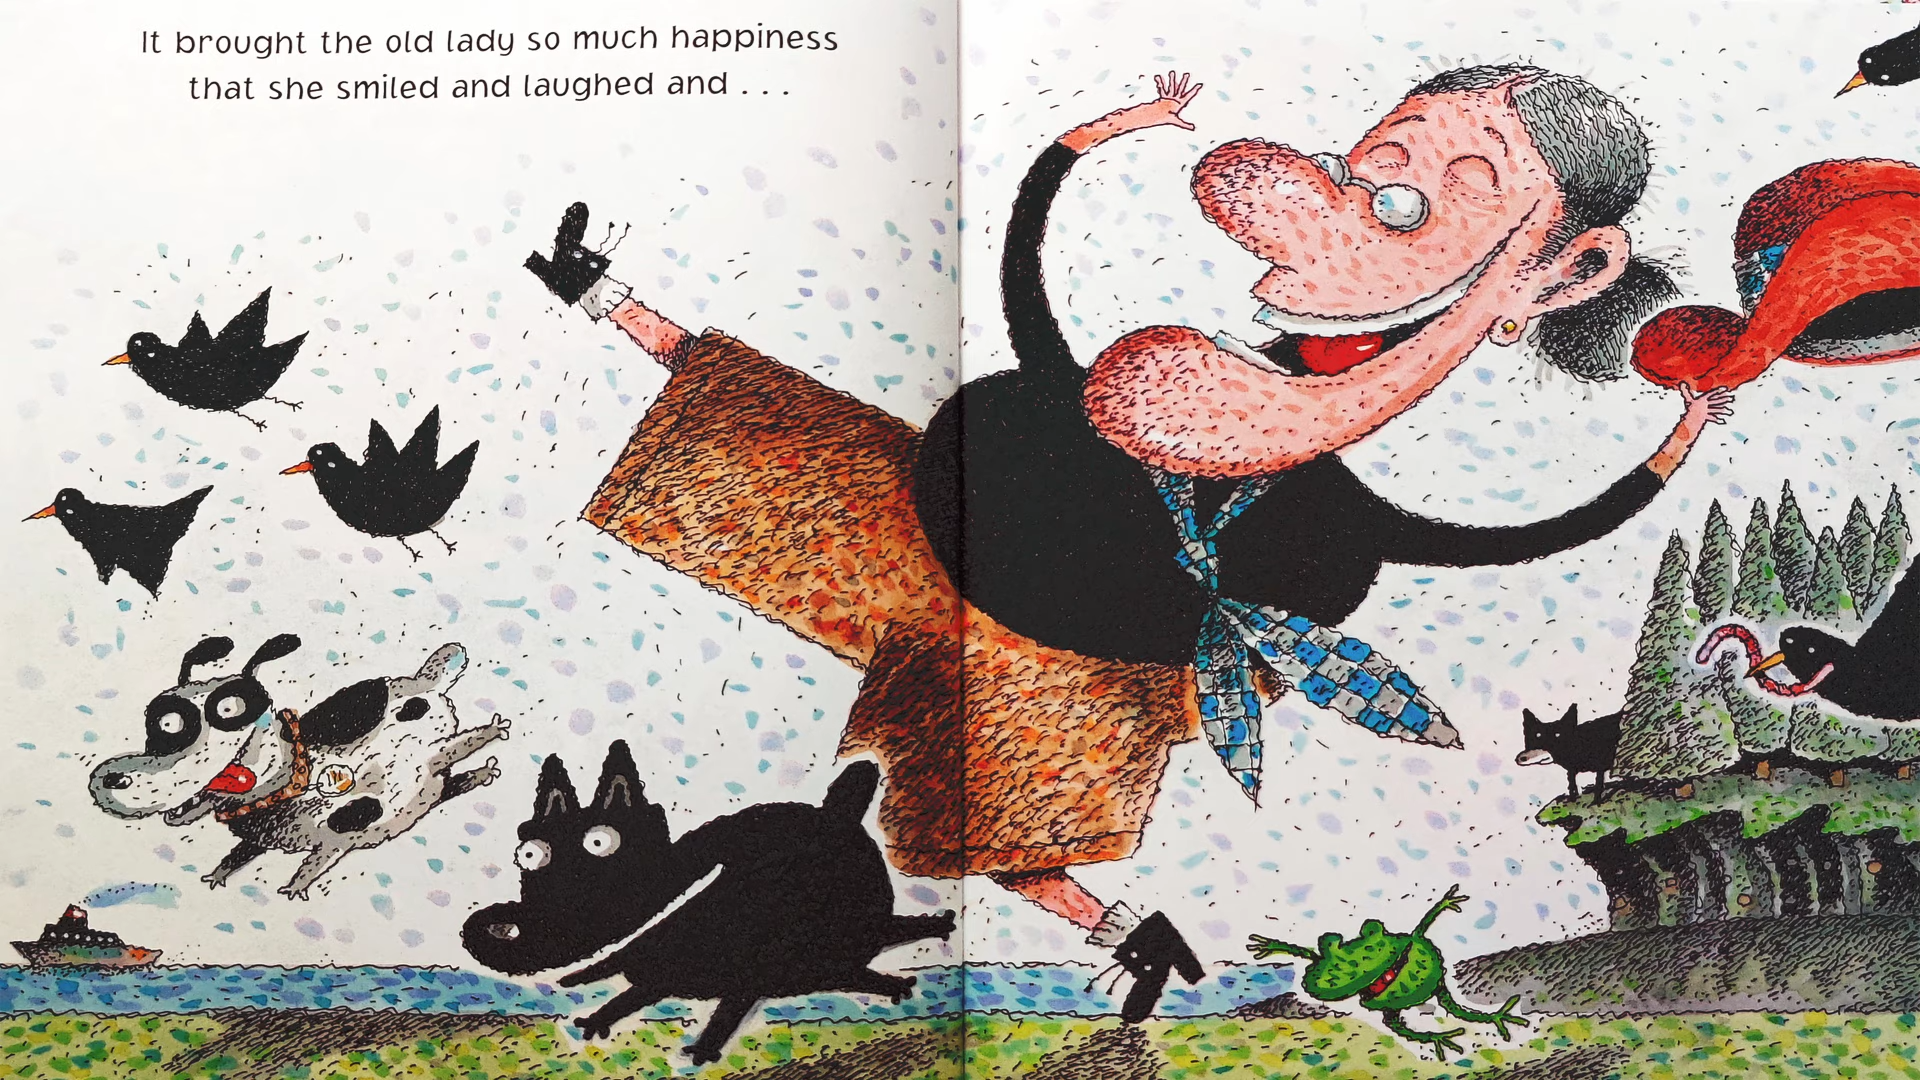 It brought the old lady so much happiness
that she smiled and laughed and . . .